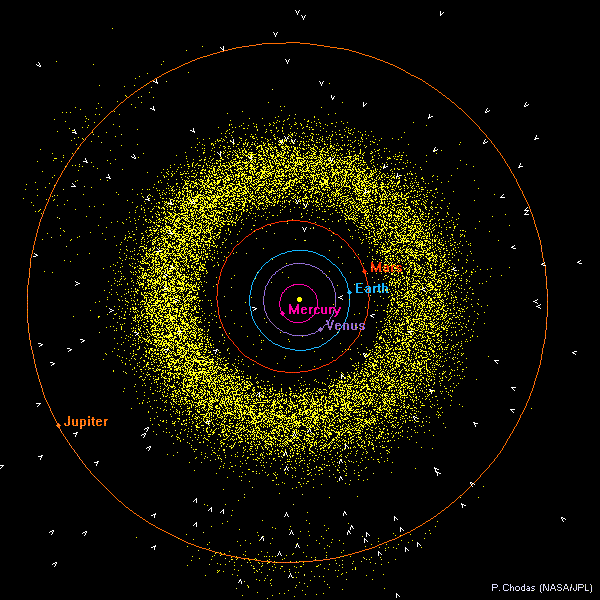 Mars
Earth
Mercury
Venus
Jupiter
P. Chodas (NASA/JPL)